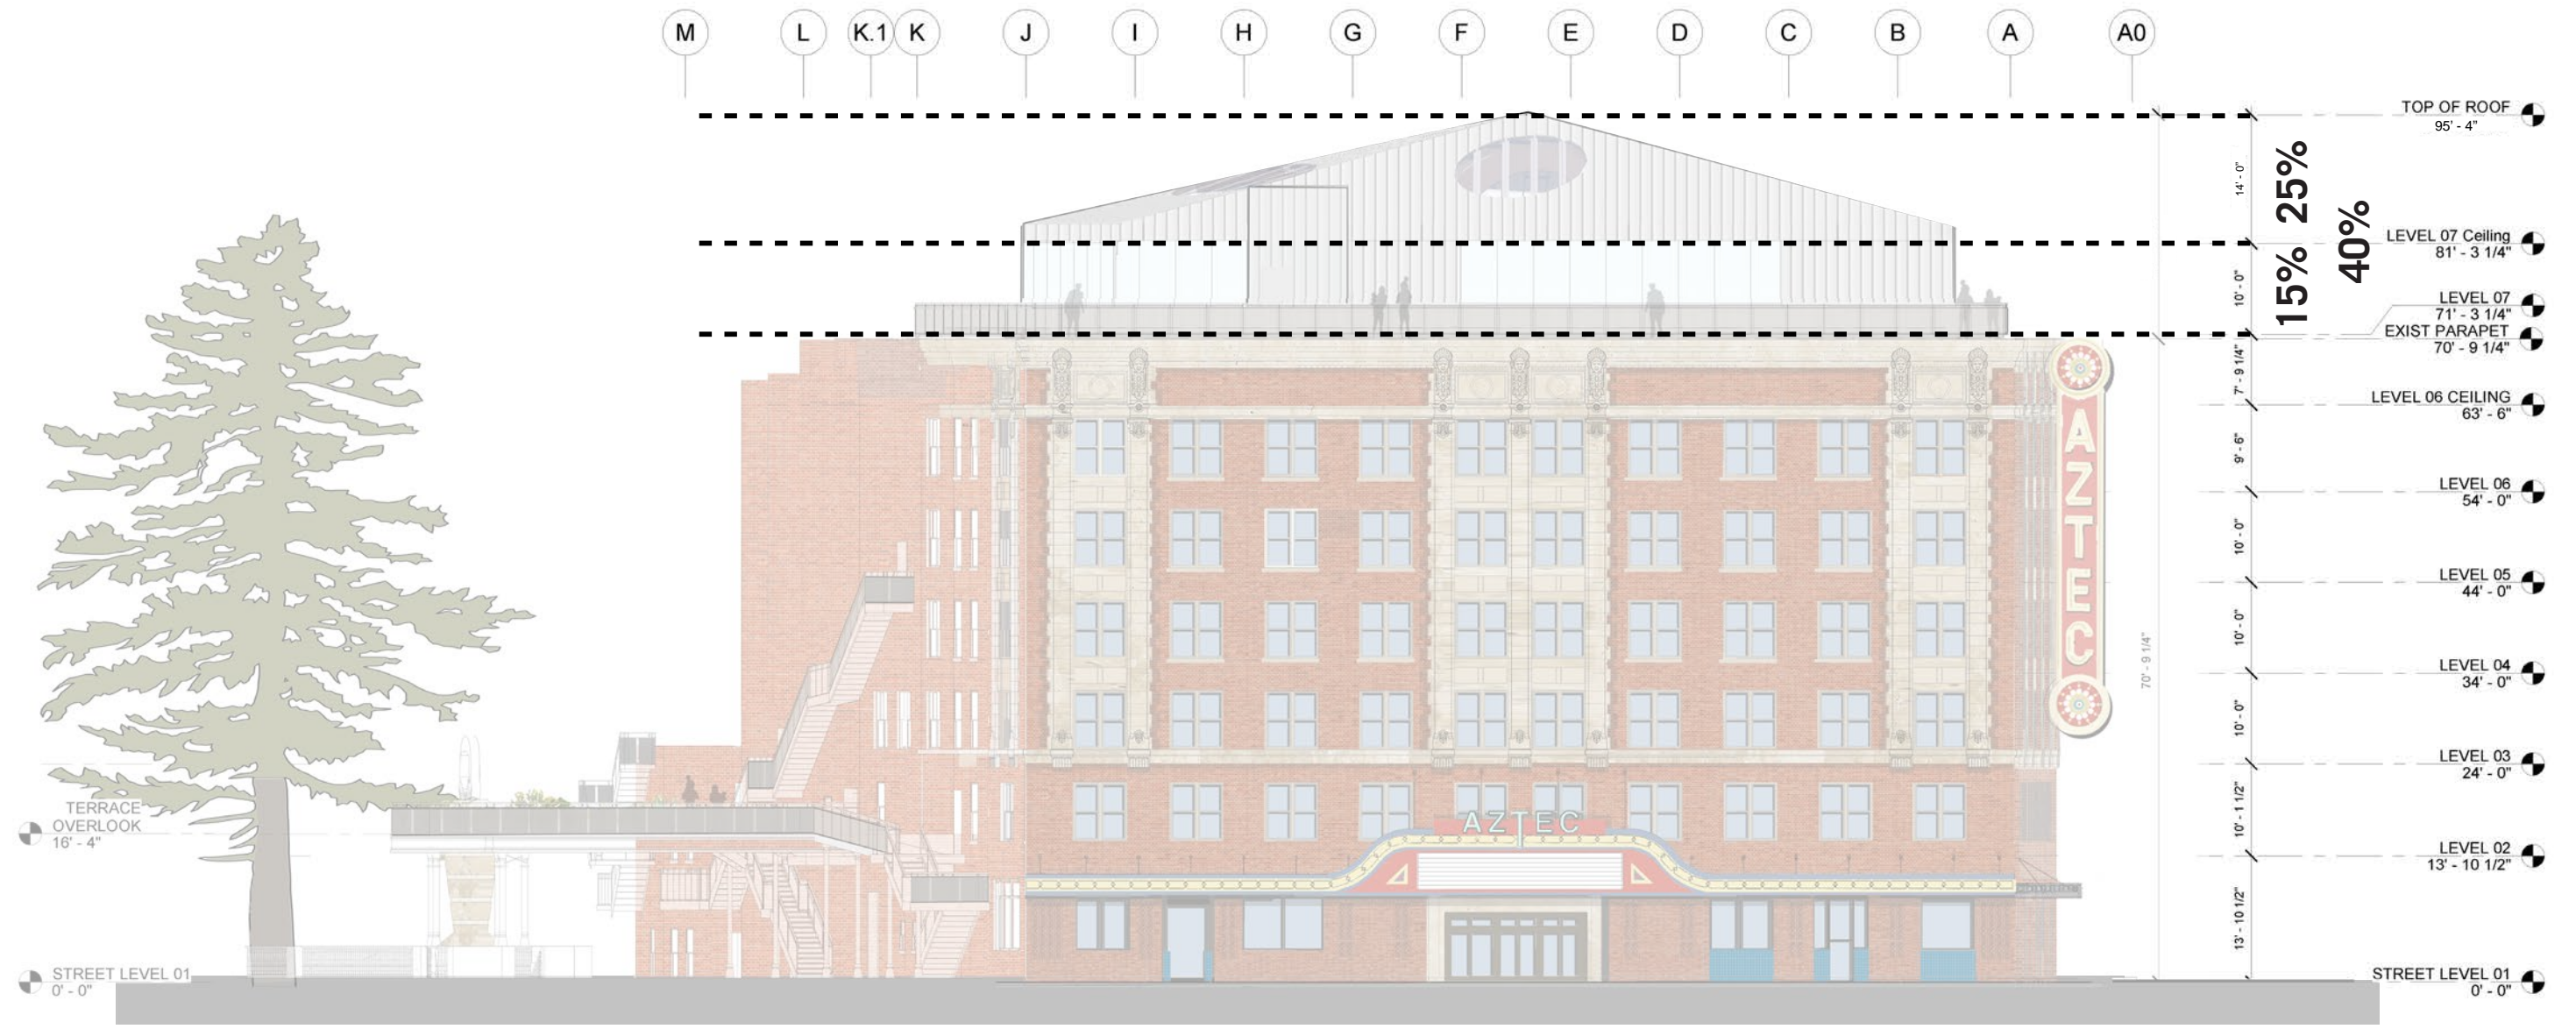 M L K.1 K J I H G F E D C B A A0
TOP OF ROOF
95' - 4"
14' - 0"
25%
40%
LEVEL 07 Ceiling
81' - 3 1/4"
10' - 0"
15%
LEVEL 07
71' - 3 1/4"
EXIST PARAPET
70' - 9 1/4"
7' - 9 1/4"
LEVEL 06 CEILING
63' - 6"
9' - 6"
LEVEL 06
54' - 0"
10' - 0"
LEVEL 05
44' - 0"
10' - 0"
70' - 9 1/4"
LEVEL 04
34' - 0"
10' - 0"
LEVEL 03
24' - 0"
10' - 1 1/2"
LEVEL 02
13' - 10 1/2"
13' - 10 1/2"
STREET LEVEL 01
0' - 0"
AZTEC
AZTEC
TERRACE
OVERLOOK
16' - 4"
STREET LEVEL 01
0' - 0"